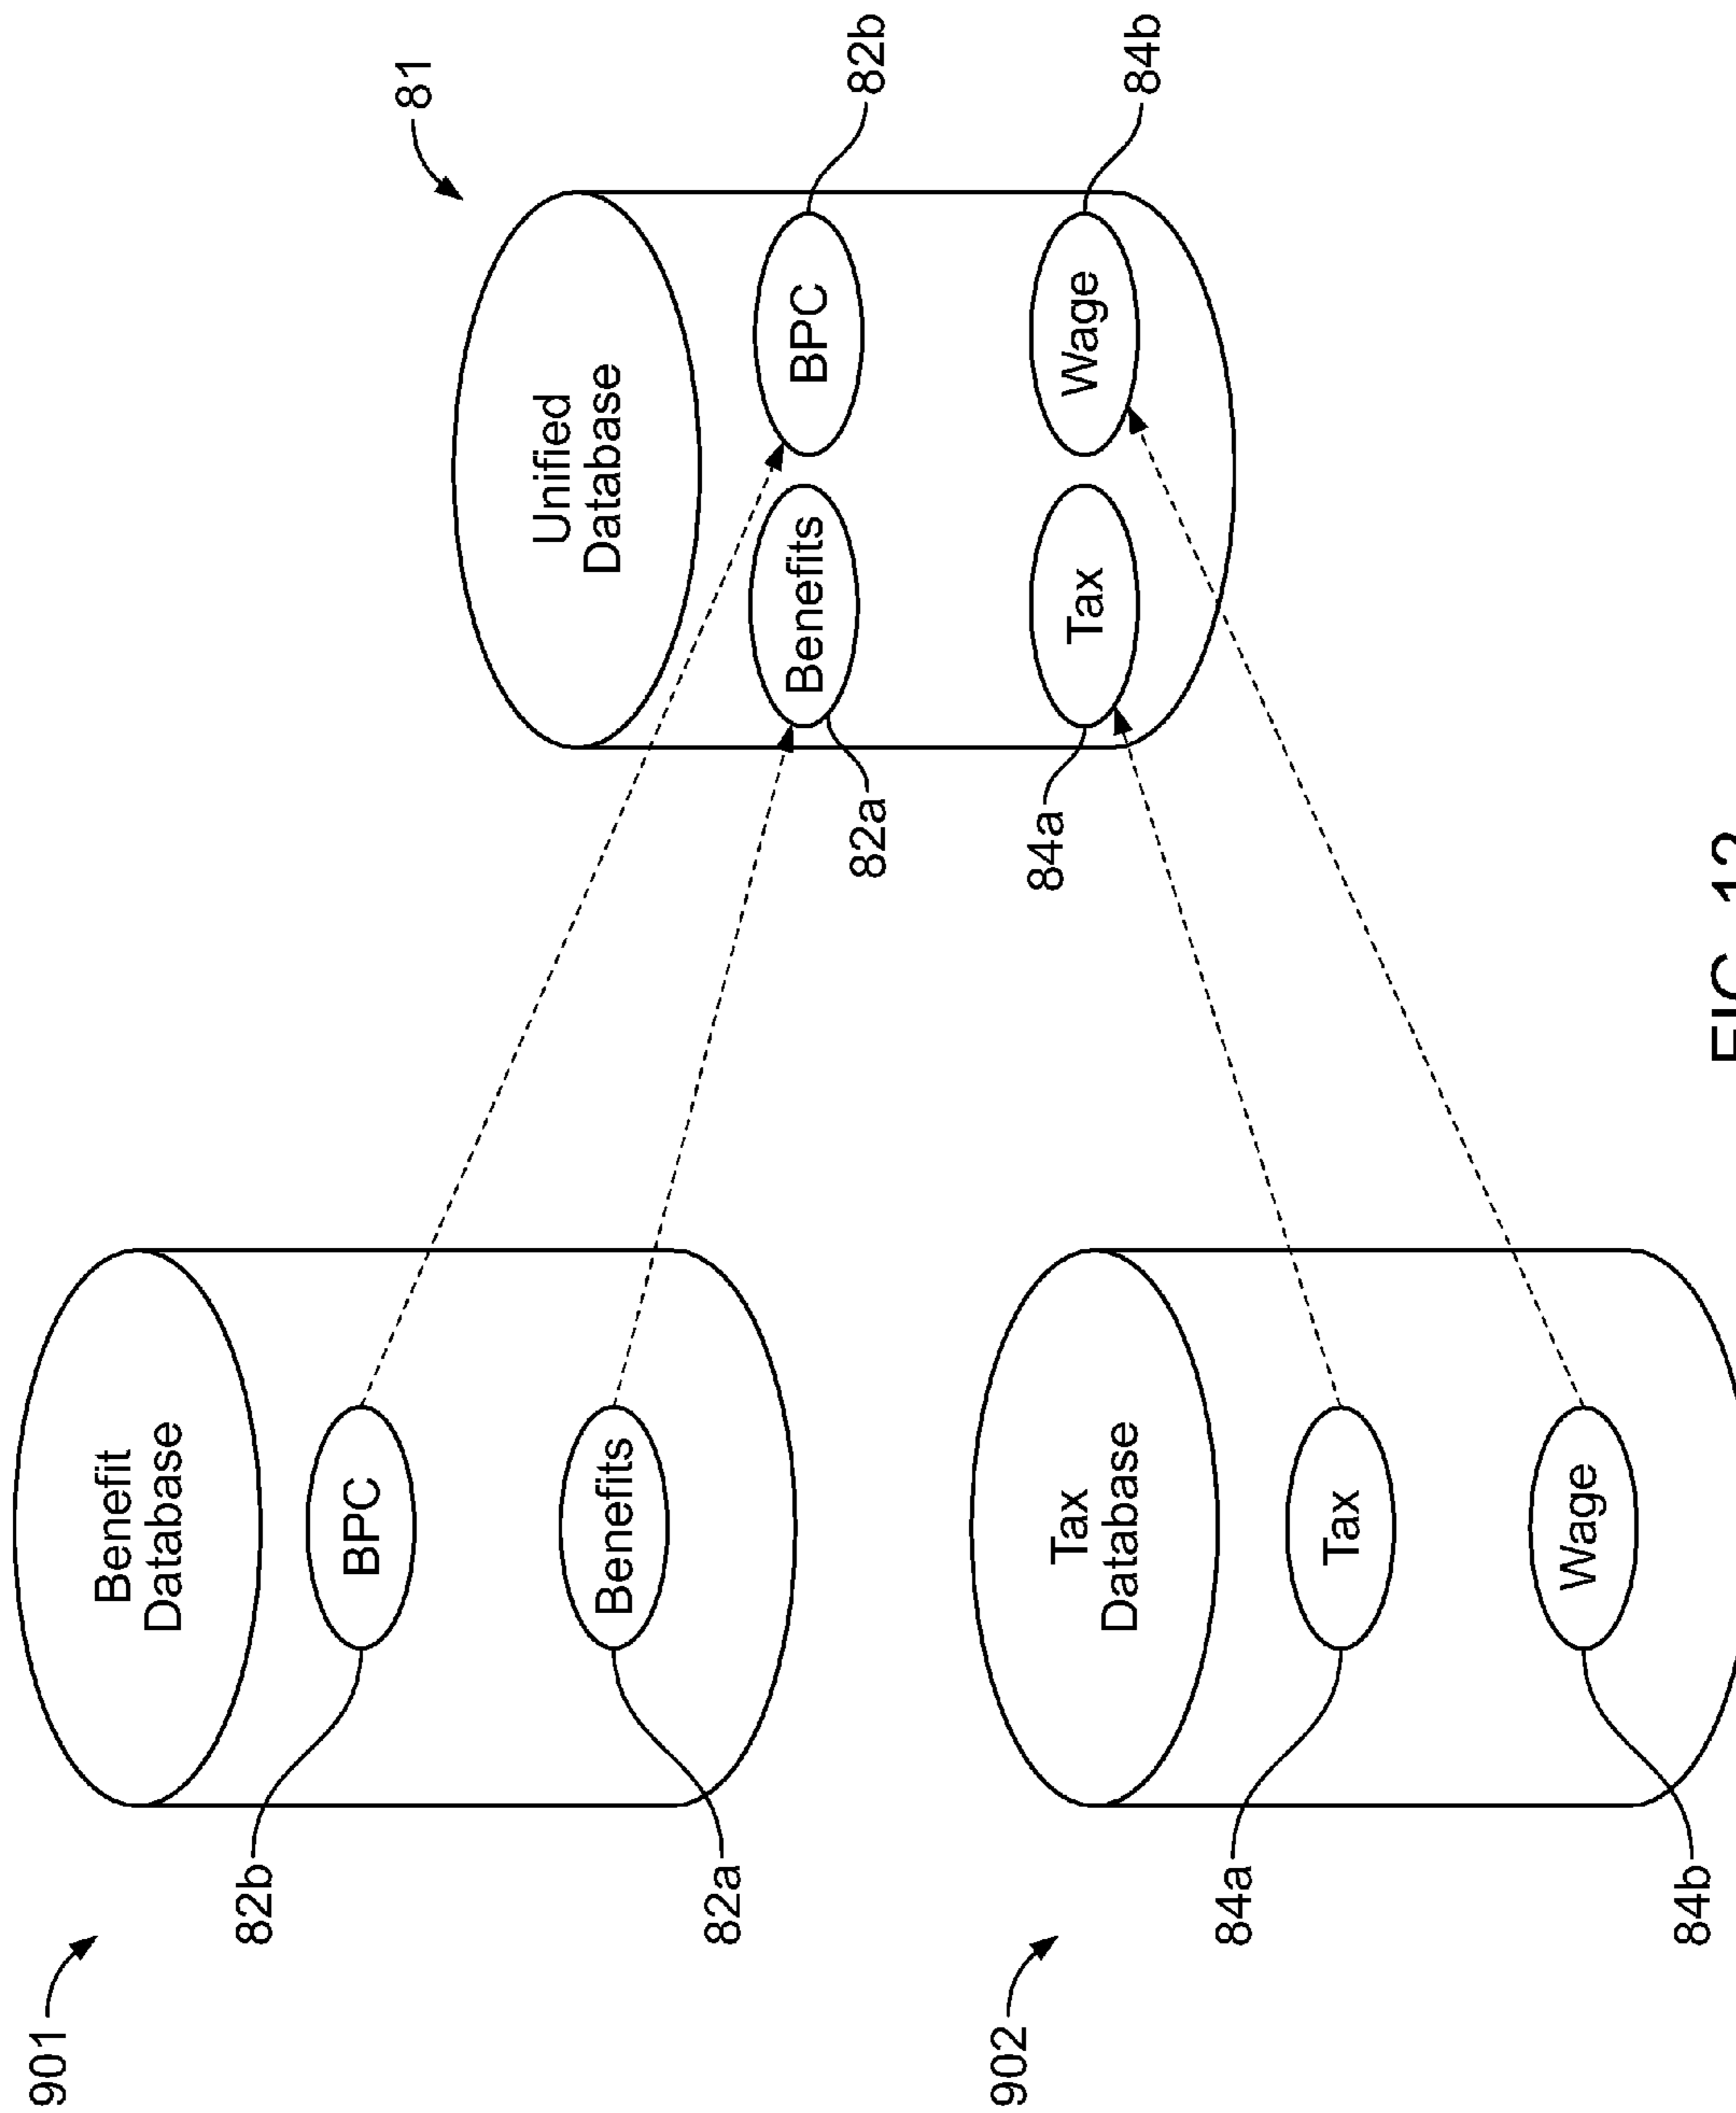 901
Benefit
Database
82b
BPC
82a
Benefits
902
Tax
Database
84a
Tax
84b
Wage
81
Unified
Database
Benefits
BPC
82a
82b
Tax
Wage
84a
84b
FIG.